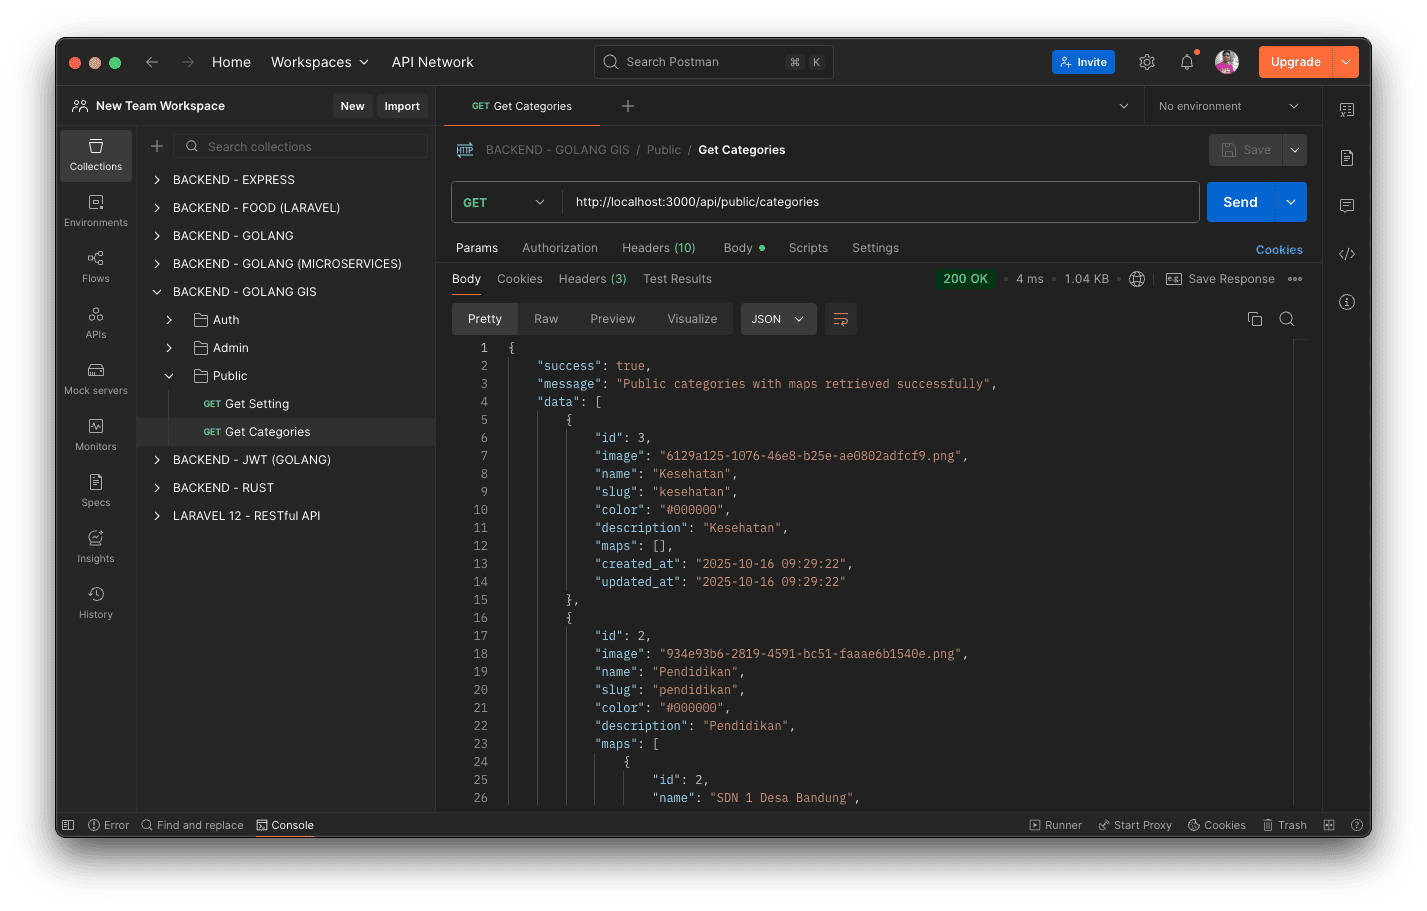 Home
Workspaces
API Network
Search Postman
⌘ K
Invite
Upgrade
New Team Workspace
New
Import
GET Get Categories
No environment
Collections
Environments
Flows
APIs
Mock servers
Monitors
Specs
Insights
History
Search collections
BACKEND - EXPRESS
BACKEND - FOOD (LARAVEL)
BACKEND - GOLANG
BACKEND - GOLANG (MICROSERVICES)
BACKEND - GOLANG GIS
Auth
Admin
Public
GET Get Setting
GET Get Categories
BACKEND - JWT (GOLANG)
BACKEND - RUST
LARAVEL 12 - RESTful API
HTTP BACKEND - GOLANG GIS / Public / Get Categories
Save
GET http://localhost:3000/api/public/categories
Send
Params Authorization Headers (10) Body Scripts Settings
Cookies
Body Cookies Headers (3) Test Results
200 OK • 4 ms • 1.04 KB
e.g. Save Response
Pretty Raw Preview Visualize JSON
1 {
2 "success": true,
3 "message": "Public categories with maps retrieved successfully",
4 "data": [
5 {
6 "id": 3,
7 "image": "6129a125-1076-46e8-b25e-ae0802adfcf9.png",
8 "name": "Kesehatan",
9 "slug": "kesehatan",
10 "color": "#000000",
11 "description": "Kesehatan",
12 "maps": [],
13 "created_at": "2025-10-16 09:29:22",
14 "updated_at": "2025-10-16 09:29:22"
15 },
16 {
17 "id": 2,
18 "image": "934e93b6-2819-4591-bc51-faaae6b1540e.png",
19 "name": "Pendidikan",
20 "slug": "pendidikan",
21 "color": "#000000",
22 "description": "Pendidikan",
23 "maps": [
24 {
25 "id": 2,
26 "name": "SDN 1 Desa Bandung",
Error
Find and replace
Console
Runner
Start Proxy
Cookies
Trash